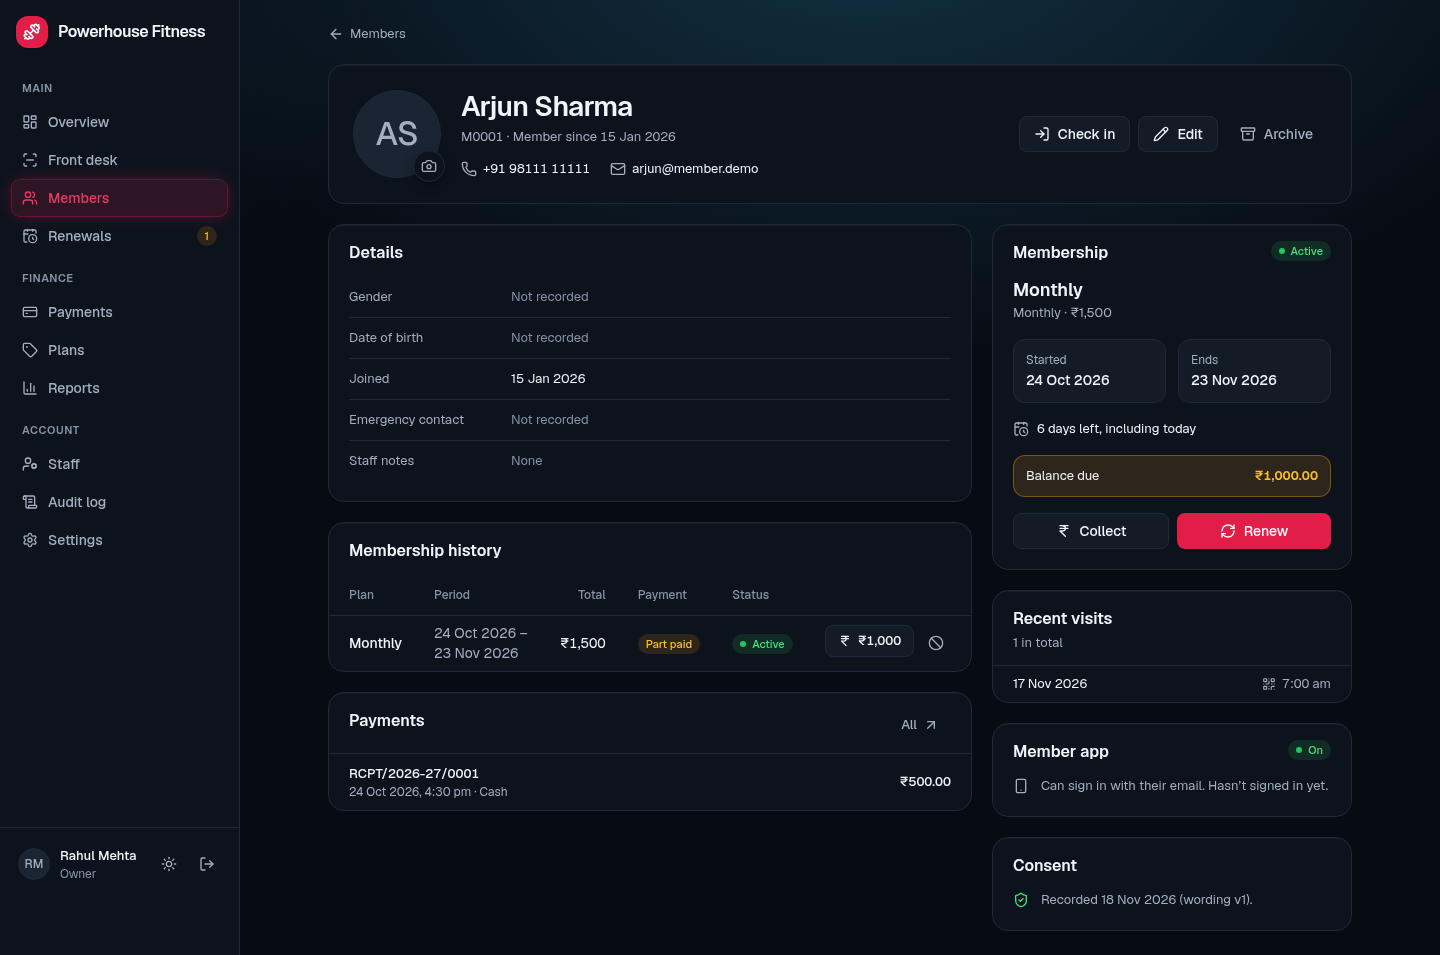 Powerhouse Fitness
MAIN
Overview
Front desk
Members
Renewals 1
FINANCE
Payments
Plans
Reports
ACCOUNT
Staff
Audit log
Settings
RM
Rahul Mehta
Owner
Members
AS
Arjun Sharma
M0001 · Member since 15 Jan 2026
+91 98111 11111 arjun@member.demo
Check in Edit Archive
Details
Gender Not recorded
Date of birth Not recorded
Joined 15 Jan 2026
Emergency contact Not recorded
Staff notes None
Membership history
Plan Period Total Payment Status
Monthly 24 Oct 2026 – ₹1,500 Part paid Active ₹ ₹1,000
23 Nov 2026
Payments All
RCPT/2026-27/0001 ₹500.00
24 Oct 2026, 4:30 pm · Cash
Membership Active
Monthly
Monthly · ₹1,500
Started Ends
24 Oct 2026 23 Nov 2026
6 days left, including today
Balance due ₹1,000.00
₹ Collect Renew
Recent visits
1 in total
17 Nov 2026 7:00 am
Member app On
Can sign in with their email. Hasn't signed in yet.
Consent
Recorded 18 Nov 2026 (wording v1).